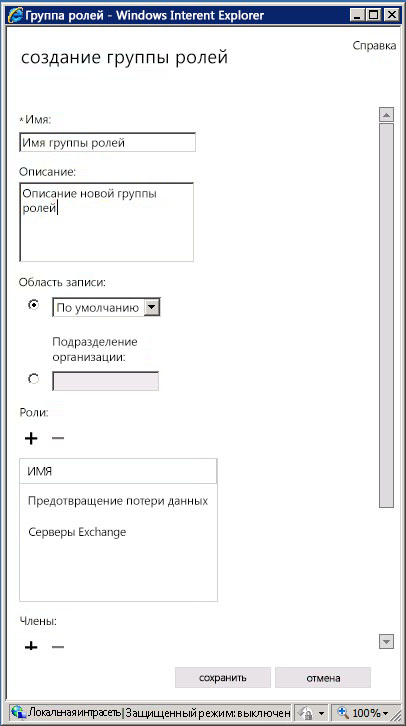 Группа ролей - Windows Interent Explorer
Справка
создание группы ролей
*Имя:
Имя группы ролей
Описание:
Описание новой группы
ролей
Область записи:
По умолчанию
Подразделение
организации:
Роли:
ИМЯ
Предотвращение потери данных
Серверы Exchange
Члены:
сохранить
отмена
Локальная интрасеть|Защищенный режим: выключен
100%